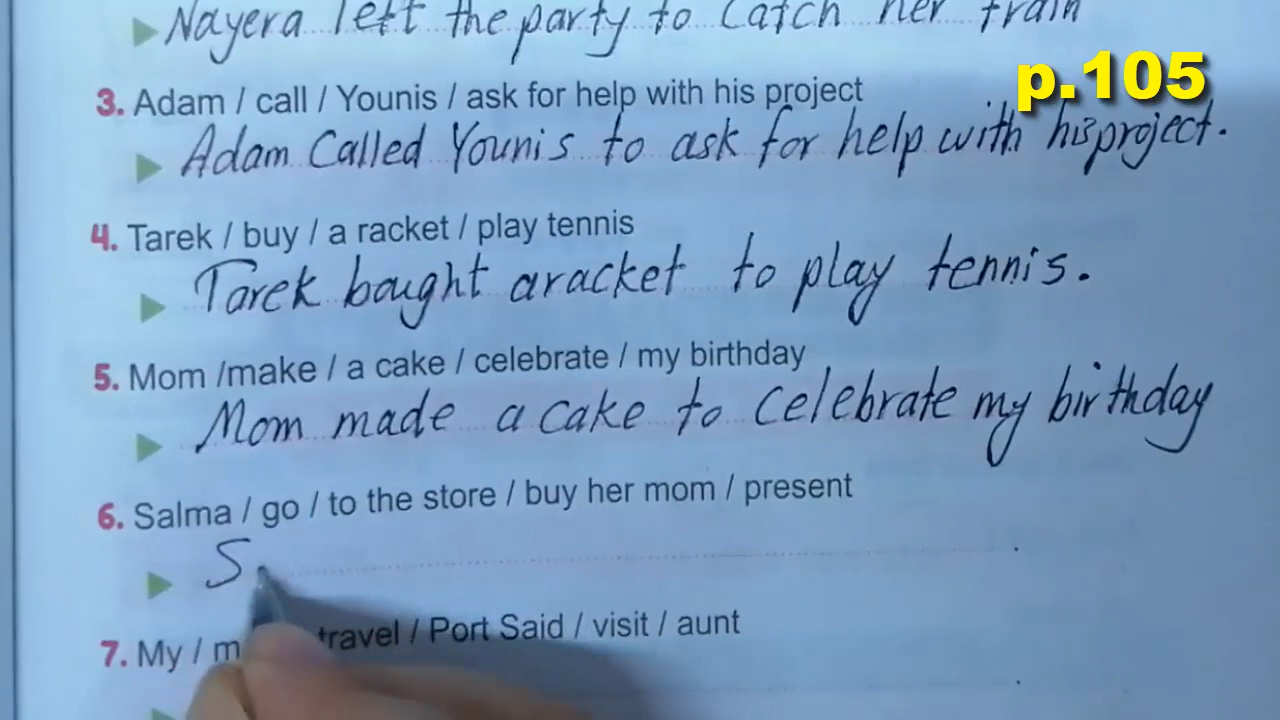 Nayera left the party to catch her train
p.105
3. Adam / call / Younis / ask for help with his project
Adam Called Younis to ask for help with his project.
4. Tarek / buy / a racket / play tennis
Tarek bought a racket to play tennis.
5. Mom /make / a cake / celebrate / my birthday
Mom made a cake to celebrate my birthday
6. Salma / go / to the store / buy her mom / present
S
7. My / travel / Port Said / visit / aunt